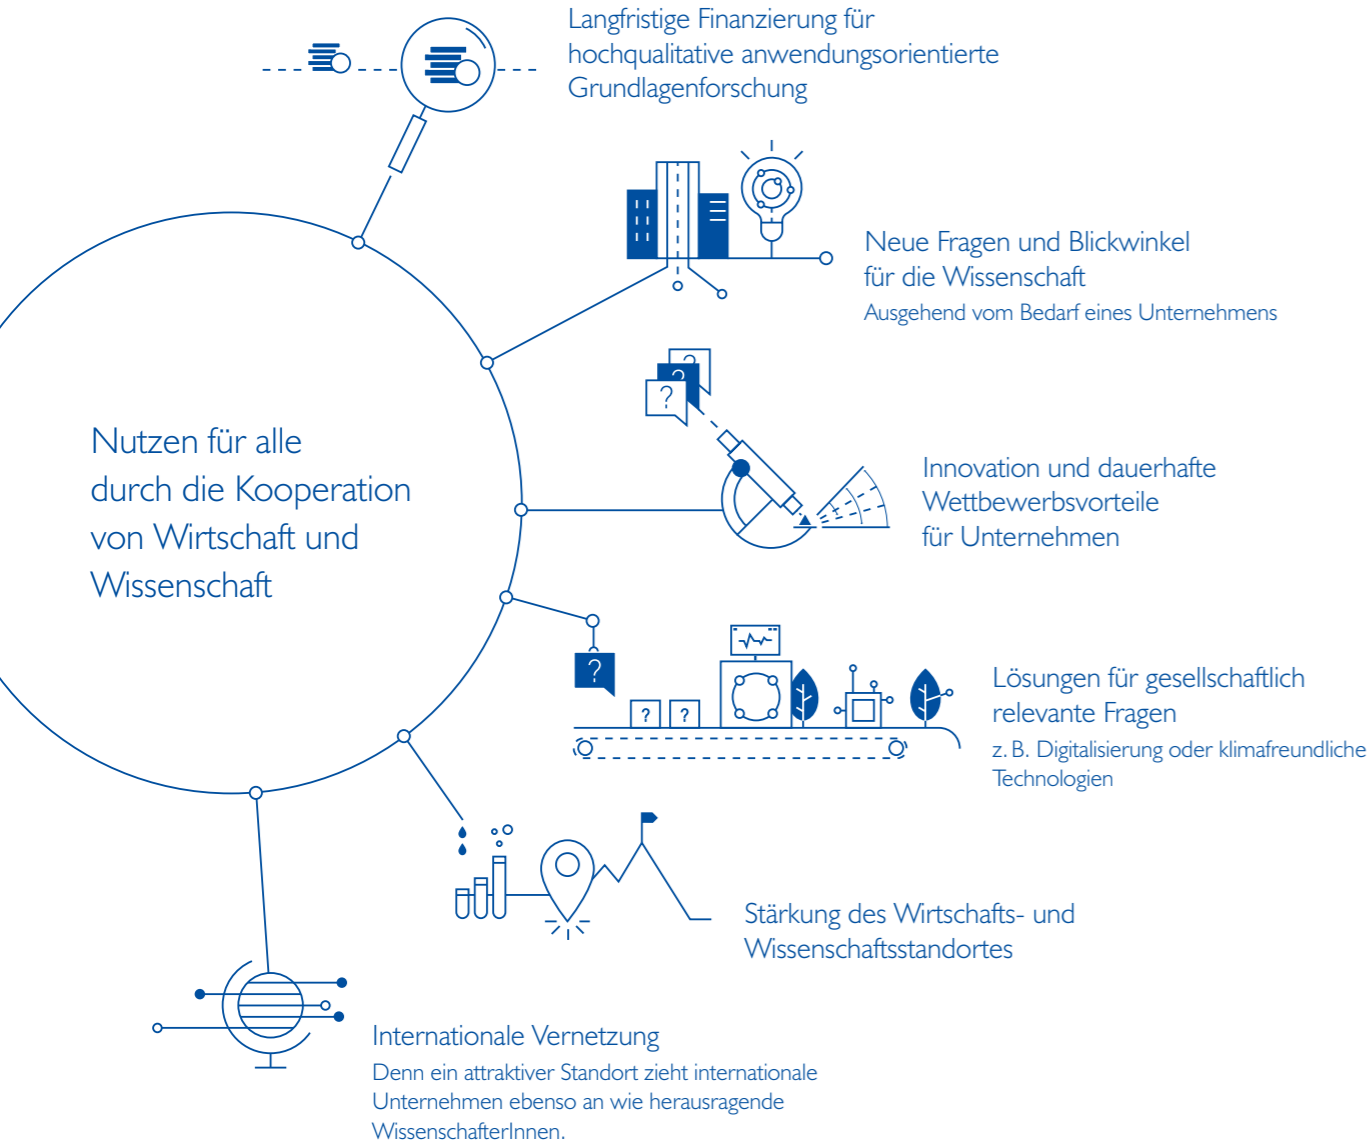 Langfristige Finanzierung für
hochqualitative anwendungsorientierte
Grundlagenforschung
Neue Fragen und Blickwinkel
für die Wissenschaft
Ausgehend vom Bedarf eines Unternehmens
?
?
?
Nutzen für alle
durch die Kooperation
von Wirtschaft und
Wissenschaft
Innovation und dauerhafte
Wettbewerbsvorteile
für Unternehmen
?
? ?
Lösungen für gesellschaftlich
relevante Fragen
z. B. Digitalisierung oder klimafreundliche
Technologien
Stärkung des Wirtschafts- und
Wissenschaftsstandortes
Internationale Vernetzung
Denn ein attraktiver Standort zieht internationale
Unternehmen ebenso an wie herausragende
WissenschafterInnen.